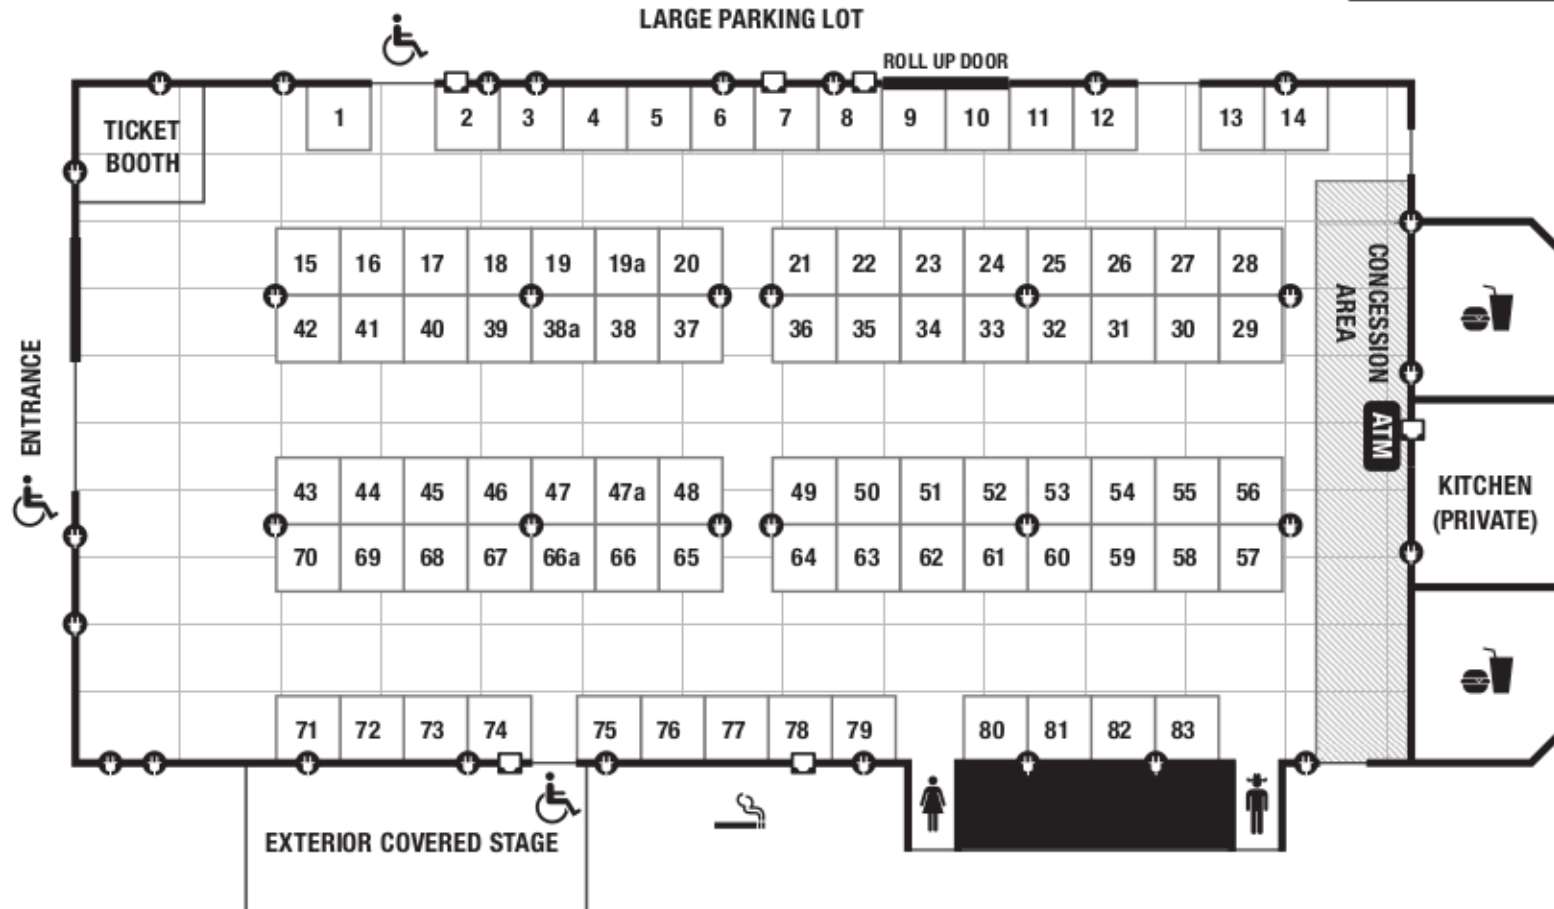 LARGE PARKING LOT
ROLL UP DOOR
TICKET
BOOTH
1 2 3 4 5 6 7 8 9 10 11 12 13 14
15 16 17 18 19 19a 20 21 22 23 24 25 26 27 28
42 41 40 39 38a 38 37 36 35 34 33 32 31 30 29
CONCESSION
AREA
ENTRANCE
ATM
KITCHEN
(PRIVATE)
43 44 45 46 47 47a 48 49 50 51 52 53 54 55 56
70 69 68 67 66a 66 65 64 63 62 61 60 59 58 57
71 72 73 74 75 76 77 78 79 80 81 82 83
EXTERIOR COVERED STAGE